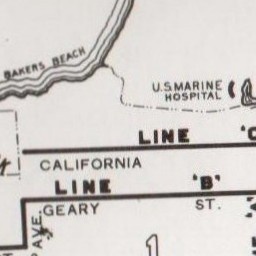 BAKERS BEACH
U.S. MARINE
HOSPITAL
LINE 'C
CALIFORNIA
LINE 'B'
GEARY ST.
AVE.
1